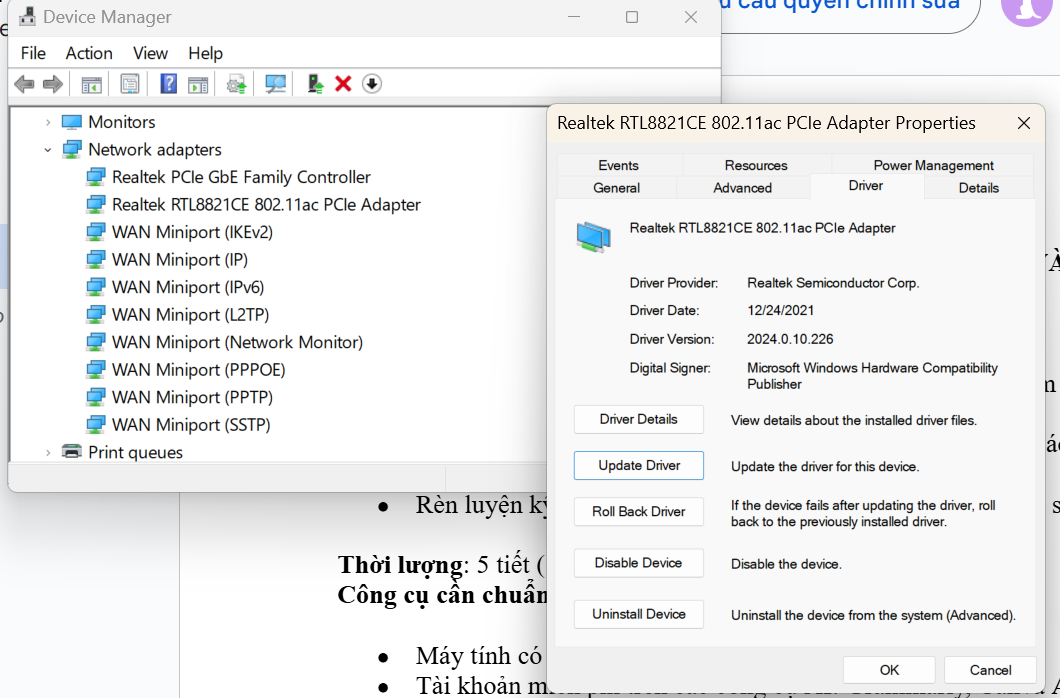 Device Manager
cầu quyền chỉnh sửa
File Action View Help
Monitors
Network adapters
Realtek PCIe GbE Family Controller
Realtek RTL8821CE 802.11ac PCIe Adapter
WAN Miniport (IKEv2)
WAN Miniport (IP)
WAN Miniport (IPv6)
WAN Miniport (L2TP)
WAN Miniport (Network Monitor)
WAN Miniport (PPPOE)
WAN Miniport (PPTP)
WAN Miniport (SSTP)
Print queues
Realtek RTL8821CE 802.11ac PCIe Adapter Properties
Events Resources Power Management
General Advanced Driver Details
Realtek RTL8821CE 802.11ac PCIe Adapter
Driver Provider: Realtek Semiconductor Corp.
Driver Date: 12/24/2021
Driver Version: 2024.0.10.226
Digital Signer: Microsoft Windows Hardware Compatibility
Publisher
Driver Details View details about the installed driver files.
Update Driver Update the driver for this device.
Roll Back Driver If the device fails after updating the driver, roll
back to the previously installed driver.
Disable Device Disable the device.
Uninstall Device Uninstall the device from the system (Advanced).
OK Cancel
• Rèn luyện
Thời lượng: 5 tiết (
Công cụ cần chuẩn
• Máy tính có
• Tài khoản